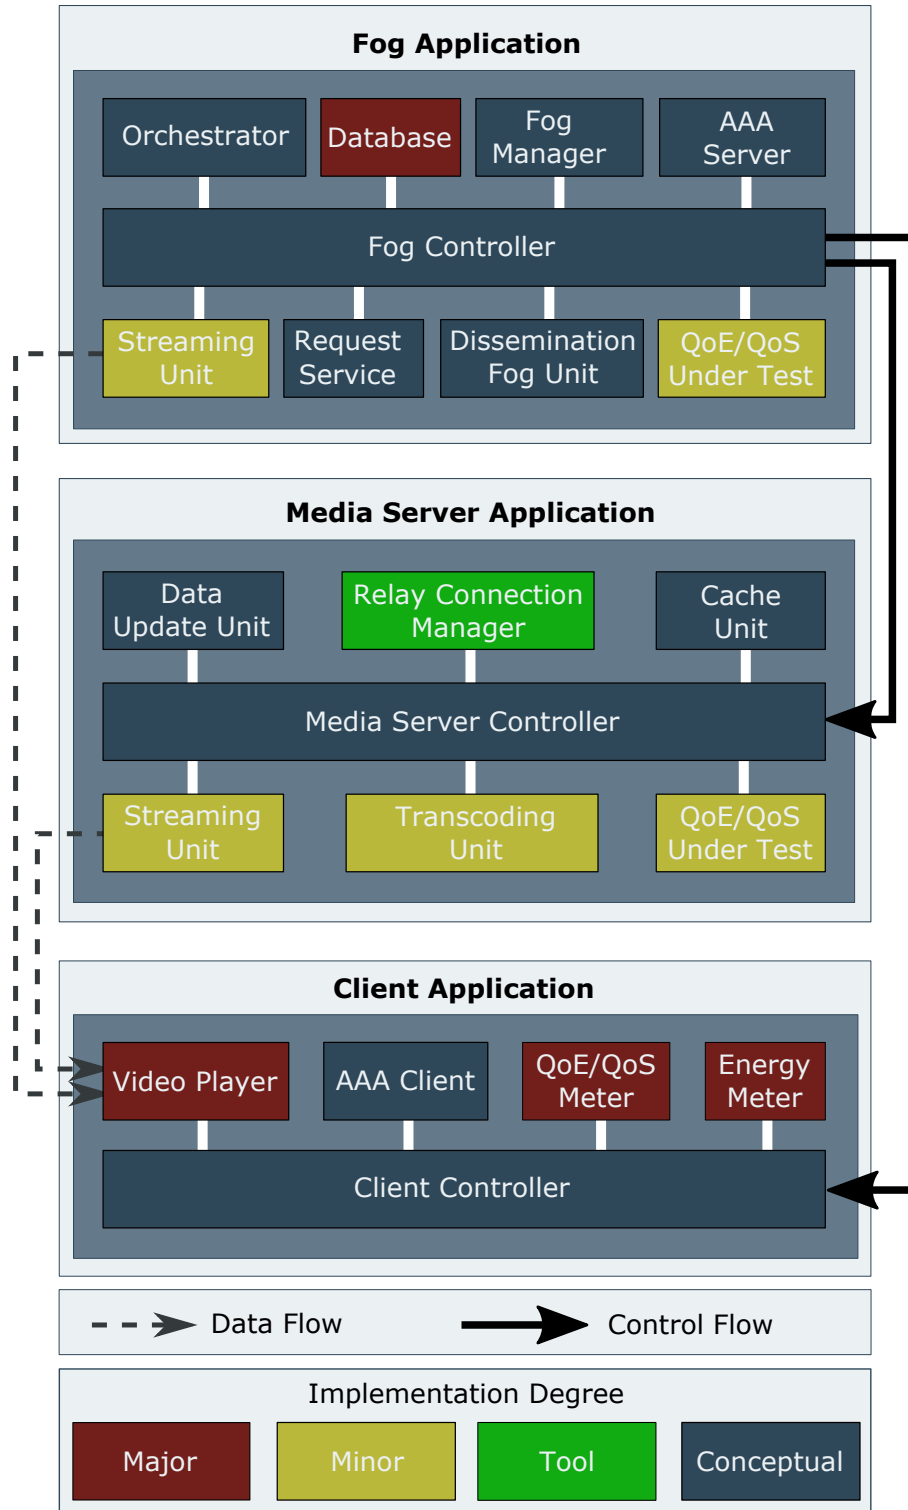 Fog Application
Orchestrator
Database
Fog
Manager
AAA
Server
Fog Controller
Streaming
Unit
Request
Service
Dissemination
Fog Unit
QoE/QoS
Under Test
Media Server Application
Data
Update Unit
Relay Connection
Manager
Cache
Unit
Media Server Controller
Streaming
Unit
Transcoding
Unit
QoE/QoS
Under Test
Client Application
Video Player
AAA Client
QoE/QoS
Meter
Energy
Meter
Client Controller
Data Flow
Control Flow
Implementation Degree
Major
Minor
Tool
Conceptual